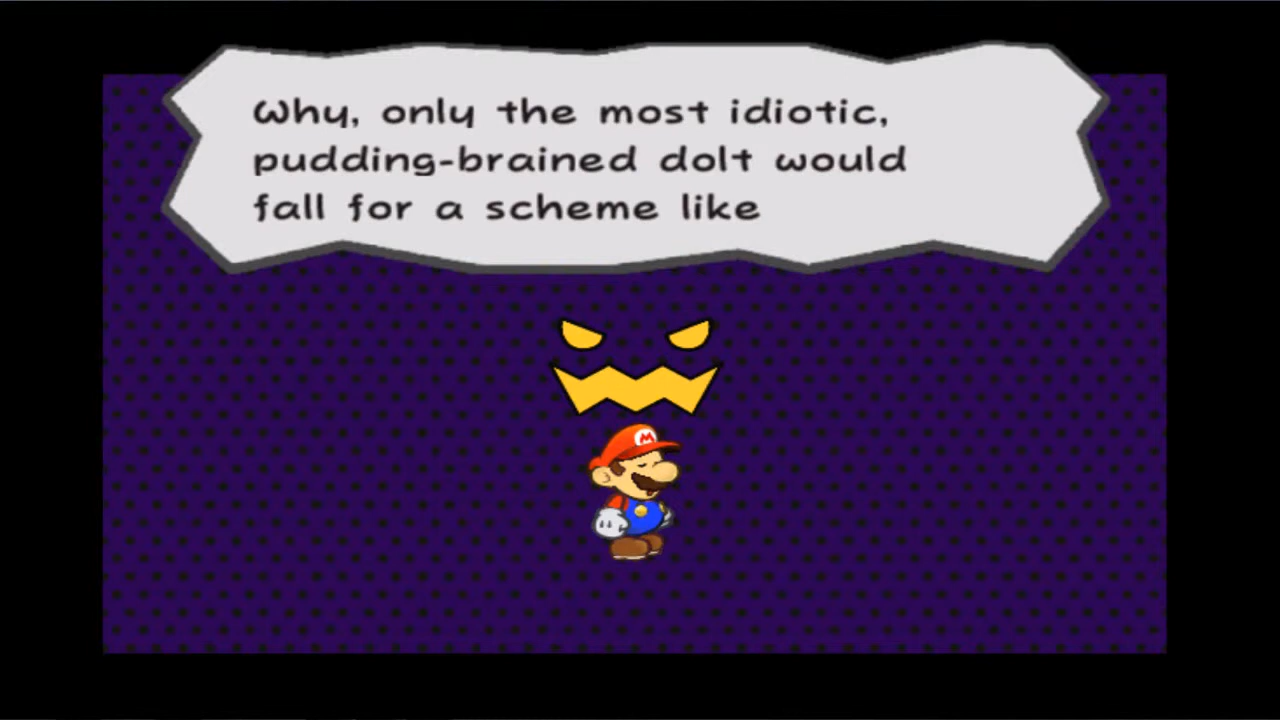 Why, only the most idiotic,
pudding-brained dolt would
fall for a scheme like
M